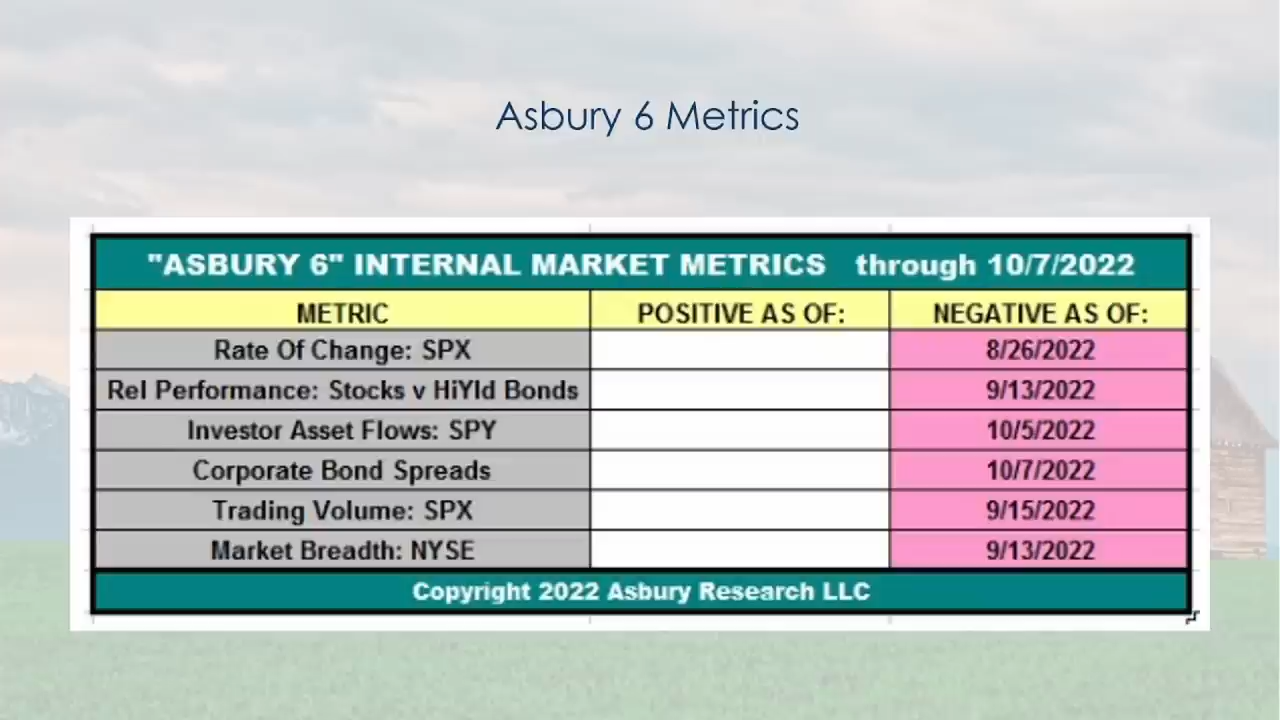 Asbury 6 Metrics
"ASBURY 6" INTERNAL MARKET METRICS through 10/7/2022
METRIC POSITIVE AS OF: NEGATIVE AS OF:
Rate Of Change: SPX 8/26/2022
Rel Performance: Stocks v HiYld Bonds 9/13/2022
Investor Asset Flows: SPY 10/5/2022
Corporate Bond Spreads 10/7/2022
Trading Volume: SPX 9/15/2022
Market Breadth: NYSE 9/13/2022
Copyright 2022 Asbury Research LLC